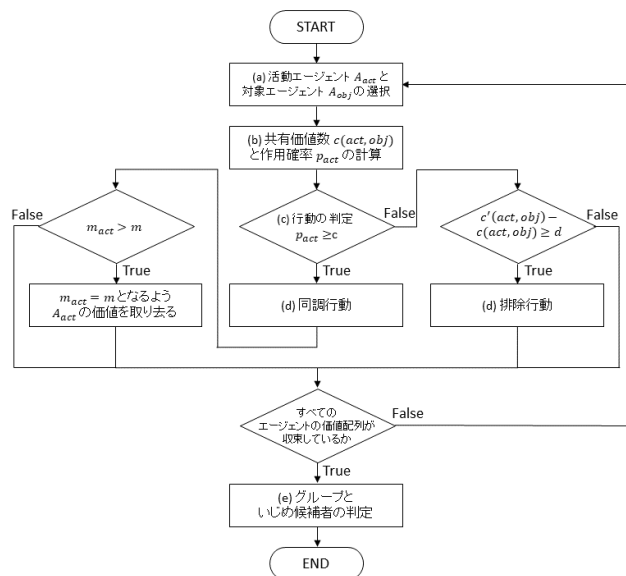 START
(a) 活動エージェント A_act と
対象エージェント A_obj の選択
(b) 共有価値数 c(act, obj)
と作用確率 p_act の計算
False
m_act > m
(c) 行動の判定
p_act ≥c
False
c′(act, obj) −
c(act, obj) ≥ d
False
True
True
True
m_act = m となるよう
A_act の価値を取り去る
(d) 同調行動
(d) 排除行動
すべての
エージェントの価値配列が
収束しているか
False
True
(e) グループと
いじめ候補者の判定
END